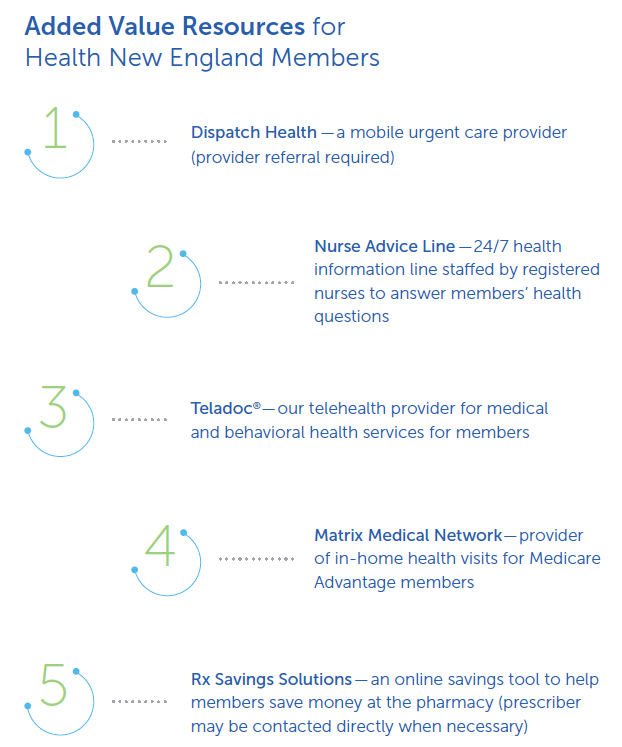 Added Value Resources for
Health New England Members
1
Dispatch Health—a mobile urgent care provider
(provider referral required)
2
Nurse Advice Line—24/7 health
information line staffed by registered
nurses to answer members’ health
questions
3
Teladoc®—our telehealth provider for medical
and behavioral health services for members
4
Matrix Medical Network—provider
of in-home health visits for Medicare
Advantage members
5
Rx Savings Solutions—an online savings tool to help
members save money at the pharmacy (prescriber
may be contacted directly when necessary)